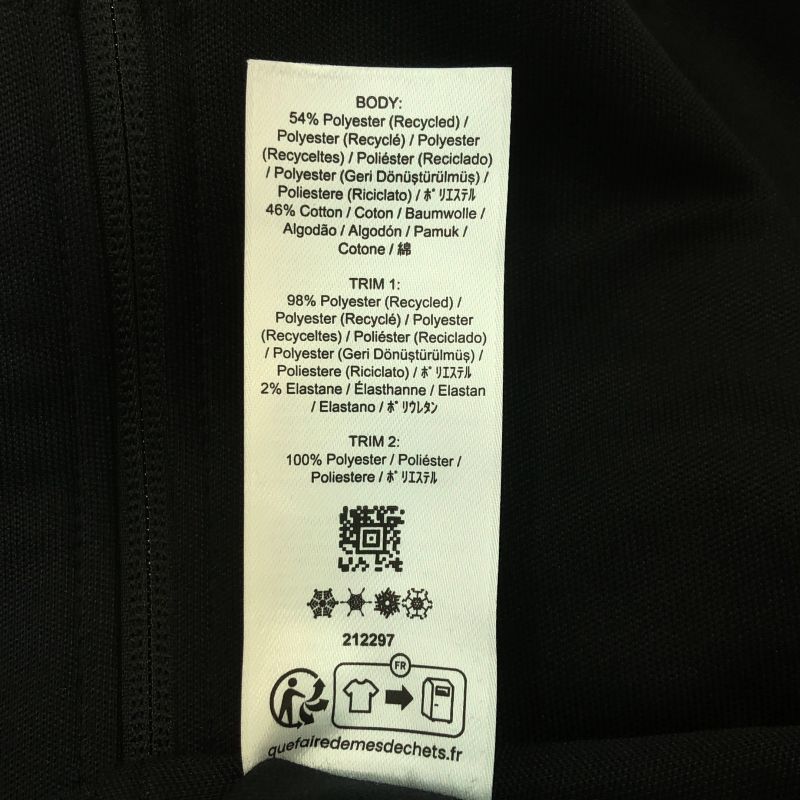 BODY:
54% Polyester (Recycled) /
Polyester (Recyclé) / Polyester
(Recyceltes) / Poliéster (Reciclado)
/ Polyester (Geri Dönüştürülmüş) /
Poliestere (Riciclato) / ﾎﾟﾘｴｽﾃﾙ
46% Cotton / Coton / Baumwolle /
Algodão / Algodón / Pamuk /
Cotone / 綿
TRIM 1:
98% Polyester (Recycled) /
Polyester (Recyclé) / Polyester
(Recyceltes) / Poliéster (Reciclado)
/ Polyester (Geri Dönüştürülmüş) /
Poliestere (Riciclato) / ﾎﾟﾘｴｽﾃﾙ
2% Elastane / Élasthanne / Elastan
/ Elastano / ﾎﾟﾘｳﾚﾀﾝ
TRIM 2:
100% Polyester / Poliéster /
Poliestere / ﾎﾟﾘｴｽﾃﾙ
212297
FR
quefairedemesdechets.fr